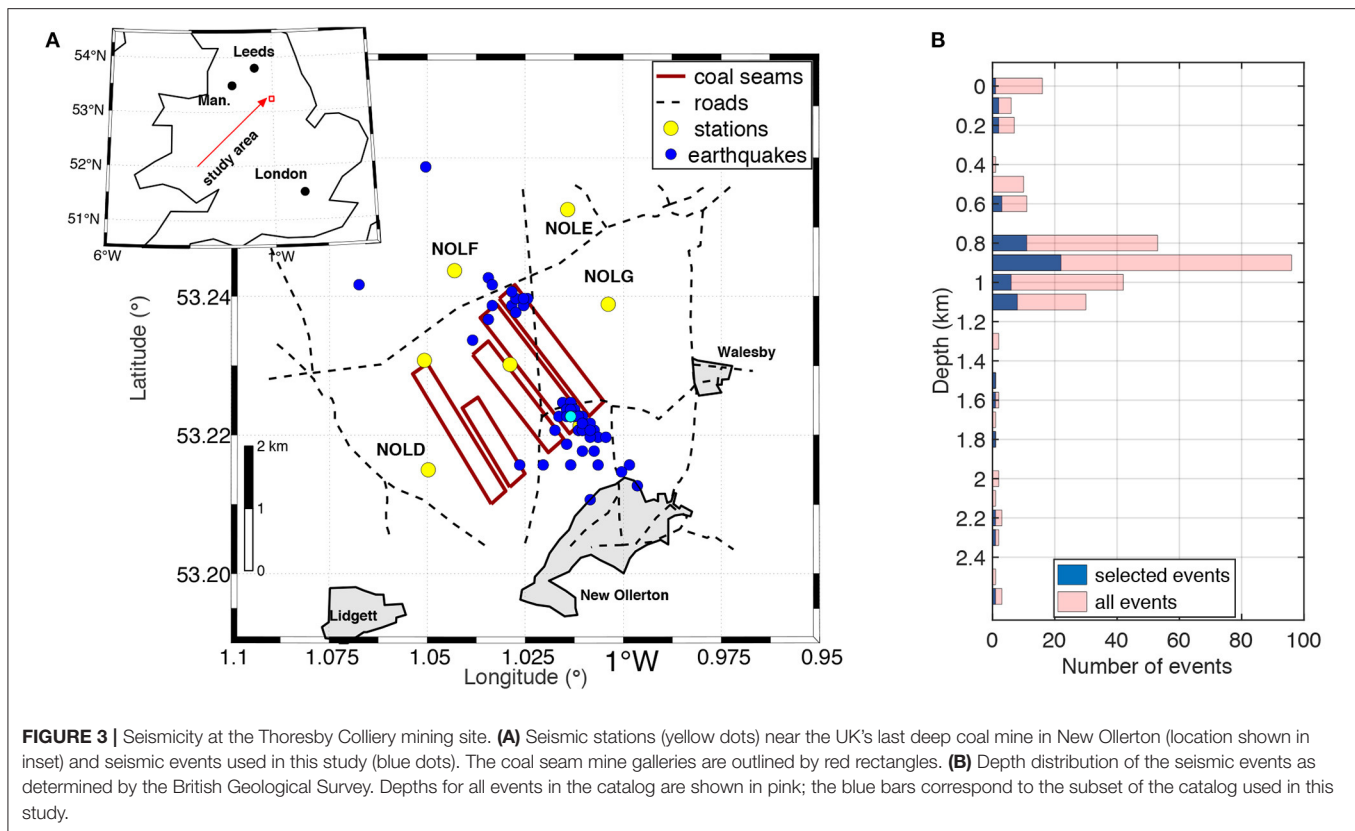 A
54°N
53°N
52°N
51°N
6°W
1°W
Leeds
Man.
study area
London
coal seams
roads
stations
earthquakes
NOLE
NOLF
NOLG
NOLD
Walesby
New Ollerton
Lidgett
2 km
1
0
Latitude (°)
53.24
53.22
53.20
1.1
1.075
1.05
1.025
1°W
0.975
0.95
Longitude (°)
B
Depth (km)
0
0.2
0.4
0.6
0.8
1
1.2
1.4
1.6
1.8
2
2.2
2.4
selected events
all events
0
20
40
60
80
100
Number of events
FIGURE 3 | Seismicity at the Thoresby Colliery mining site. (A) Seismic stations (yellow dots) near the UK's last deep coal mine in New Ollerton (location shown in
inset) and seismic events used in this study (blue dots). The coal seam mine galleries are outlined by red rectangles. (B) Depth distribution of the seismic events as
determined by the British Geological Survey. Depths for all events in the catalog are shown in pink; the blue bars correspond to the subset of the catalog used in this
study.